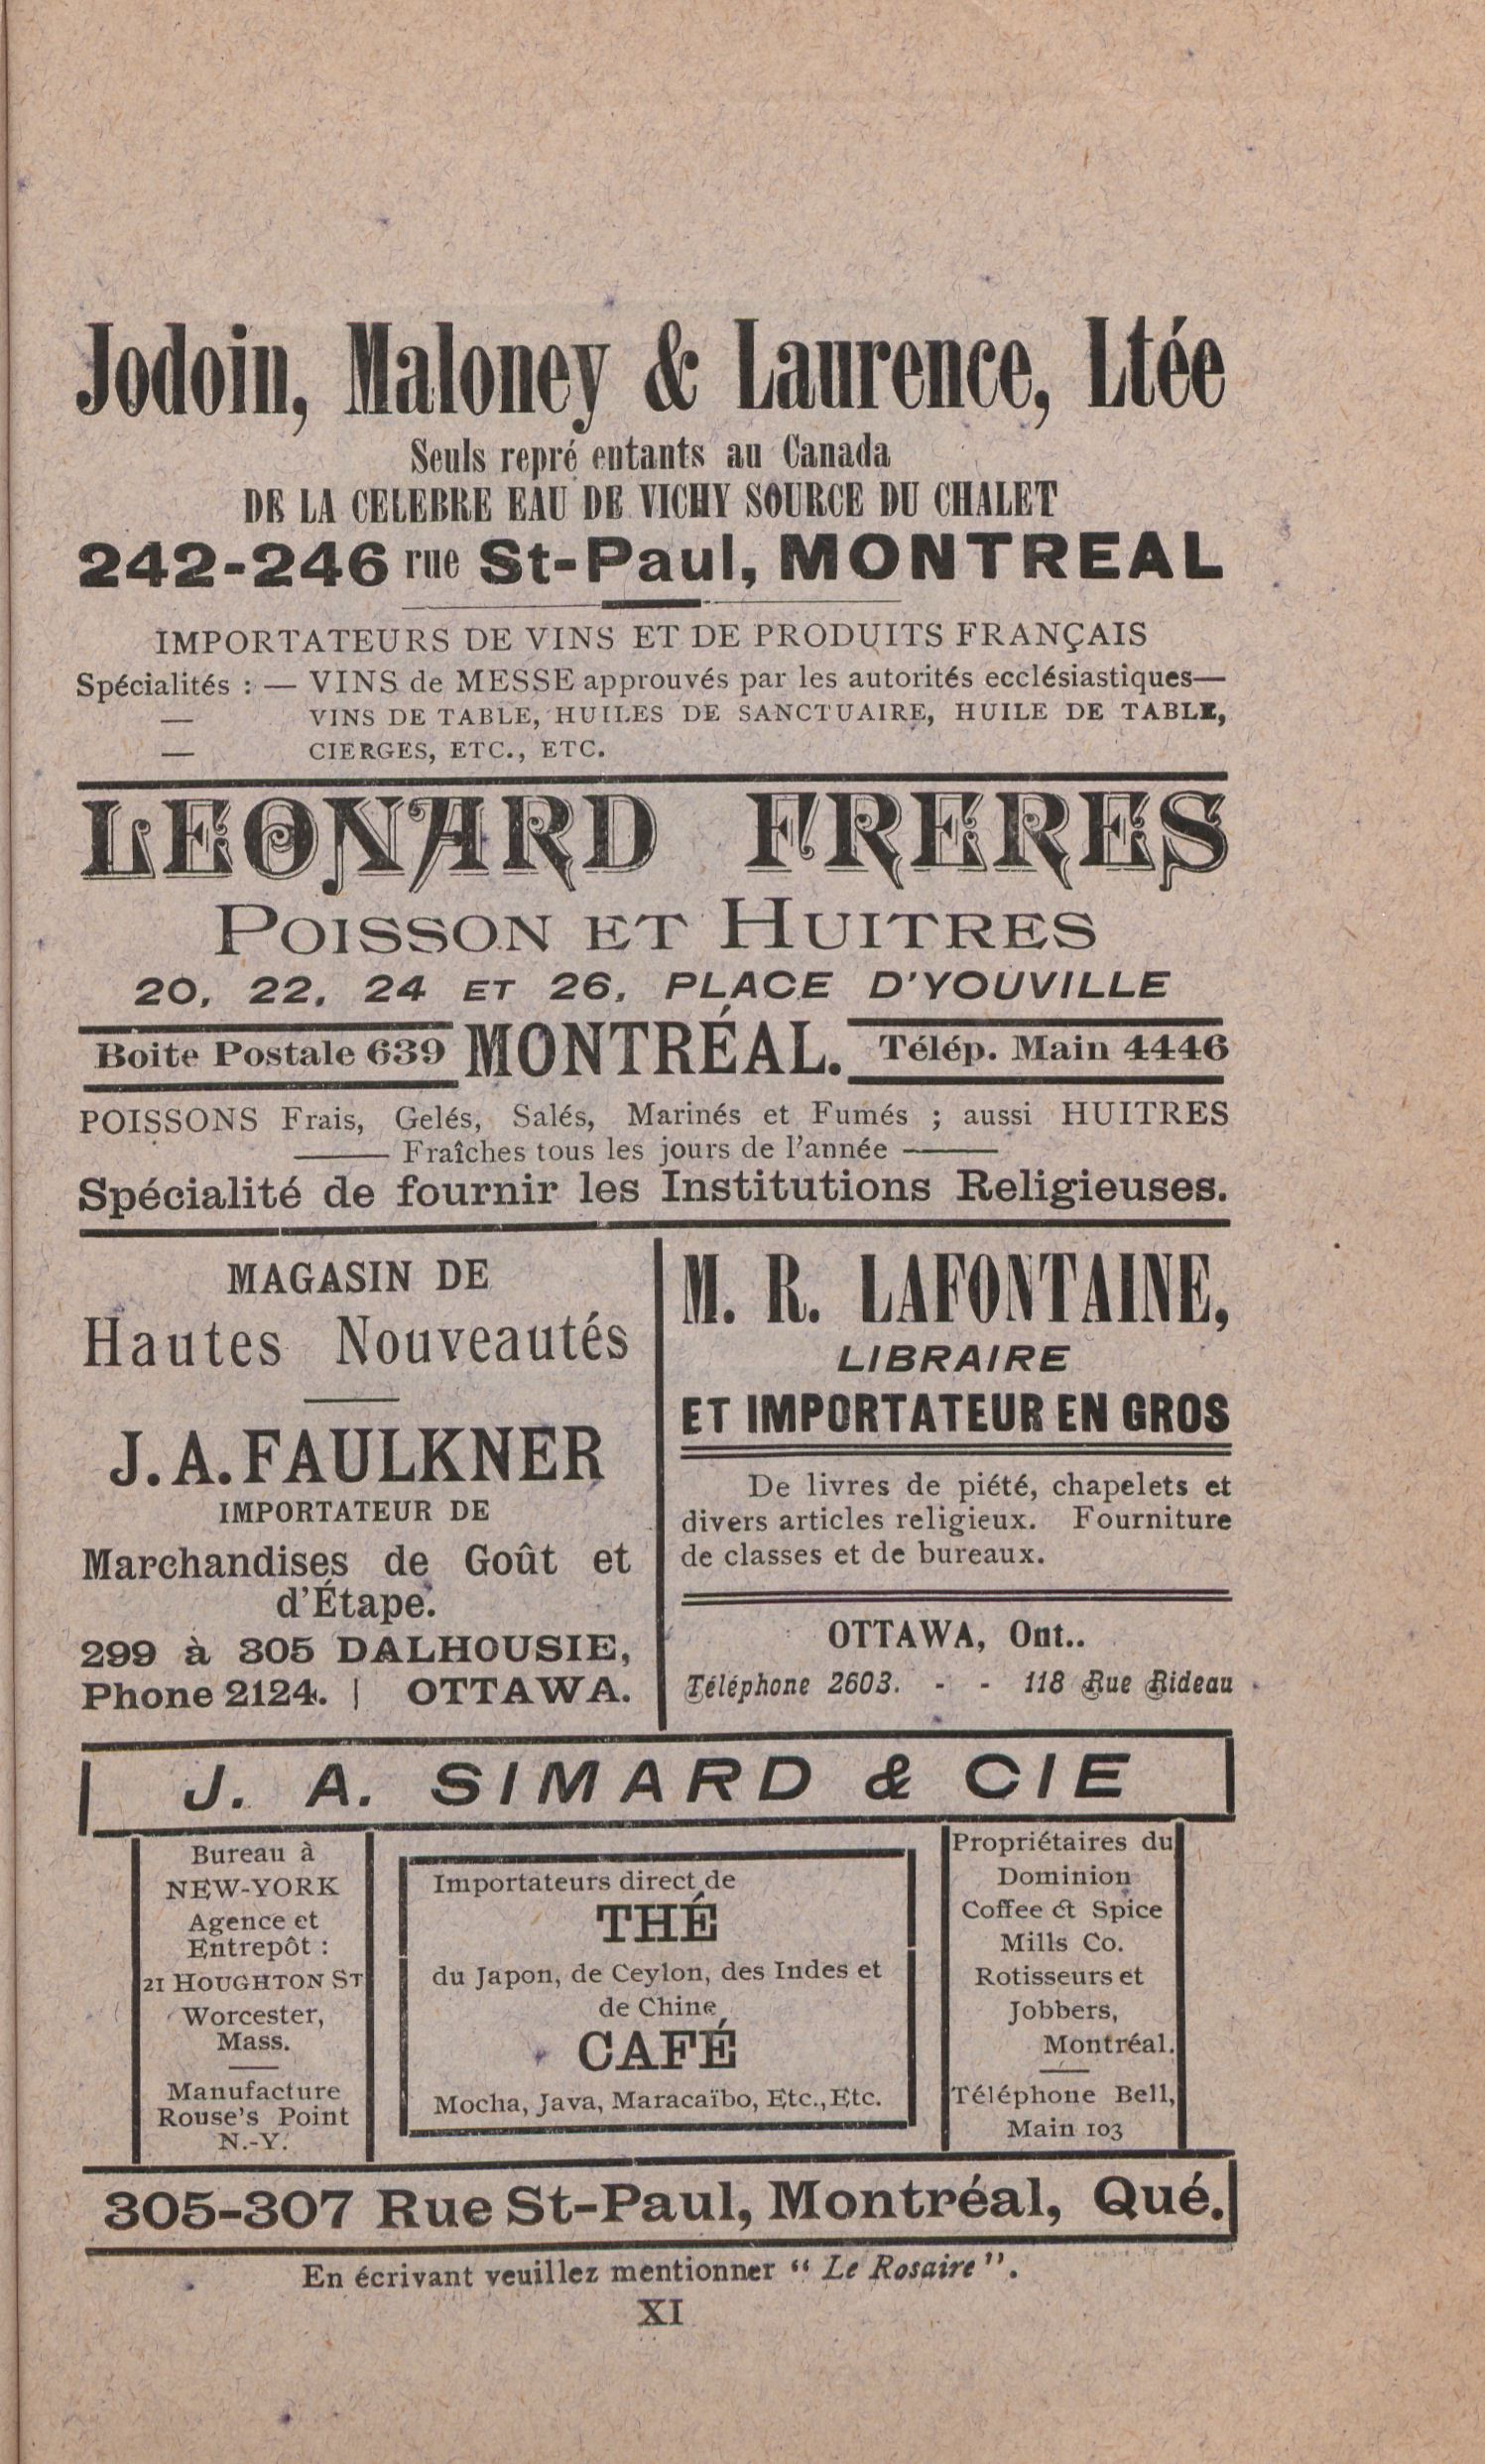 Jodoin, Maloney & Laurence, Ltée
Seuls repré entants au Canada
DE LA CELEBRE EAU DE VICHY SOURCE DU CHALET
242-246 rue St-Paul, MONTREAL
IMPORTATEURS DE VINS ET DE PRODUITS FRANÇAIS
Spécialités : — VINS de MESSE approuvés par les autorités ecclésiastiques—
— VINS DE TABLE, HUILES DE SANCTUAIRE, HUILE DE TABLE,
— CIERGES, ETC., ETC.
LEONARD FRERES
POISSON ET HUITRES
20, 22, 24 ET 26, PLACE D'YOUVILLE
Boite Postale 639 MONTRÉAL. Télép. Main 4446
POISSONS Frais, Gelés, Salés, Marinés et Fumés ; aussi HUITRES
—— Fraîches tous les jours de l'année ——
Spécialité de fournir les Institutions Religieuses.
MAGASIN DE
Hautes Nouveautés
J. A. FAULKNER
IMPORTATEUR DE
Marchandises de Goût et
d'Étape.
299 à 305 DALHOUSIE,
Phone 2124. | OTTAWA.
M. R. LAFONTAINE,
LIBRAIRE
ET IMPORTATEUR EN GROS
De livres de piété, chapelets et
divers articles religieux. Fourniture
de classes et de bureaux.
OTTAWA, Ont..
Téléphone 2603. - - 118 Rue Rideau
J. A. SIMARD & CIE
Bureau à
NEW-YORK
Agence et
Entrepôt :
21 HOUGHTON ST
Worcester,
Mass.
Manufacture
Rouse's Point
N.-Y.
Importateurs direct de
THÉ
du Japon, de Ceylon, des Indes et
de Chine
CAFÉ
Mocha, Java, Maracaïbo, Etc., Etc.
Propriétaires du
Dominion
Coffee & Spice
Mills Co.
Rotisseurs et
Jobbers,
Montréal.
Téléphone Bell,
Main 103
305-307 Rue St-Paul, Montréal, Qué.
En écrivant veuillez mentionner " Le Rosaire ".
XI